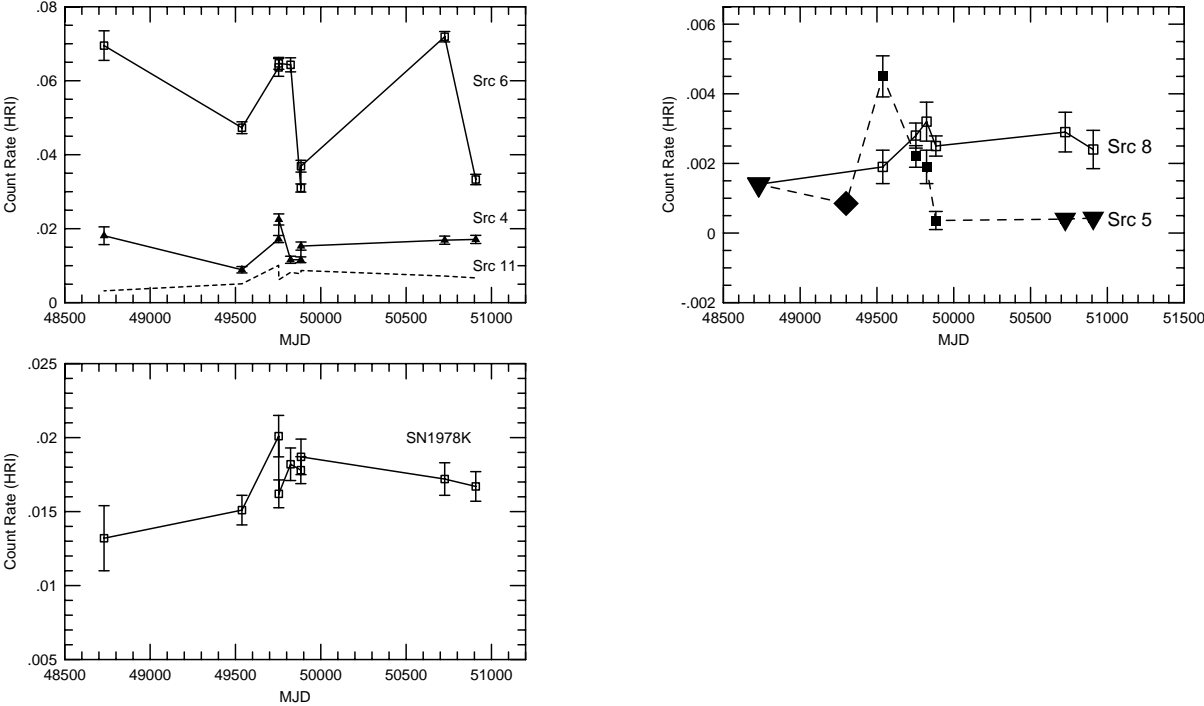 .08
.06
.04
.02
0
Count Rate (HRI)
Src 6
Src 4
Src 11
48500 49000 49500 50000 50500 51000
MJD
.006
.004
.002
0
-.002
Count Rate (HRI)
Src 8
Src 5
48500 49000 49500 50000 50500 51000 51500
MJD
.025
.02
.015
.01
.005
Count Rate (HRI)
SN1978K
48500 49000 49500 50000 50500 51000
MJD